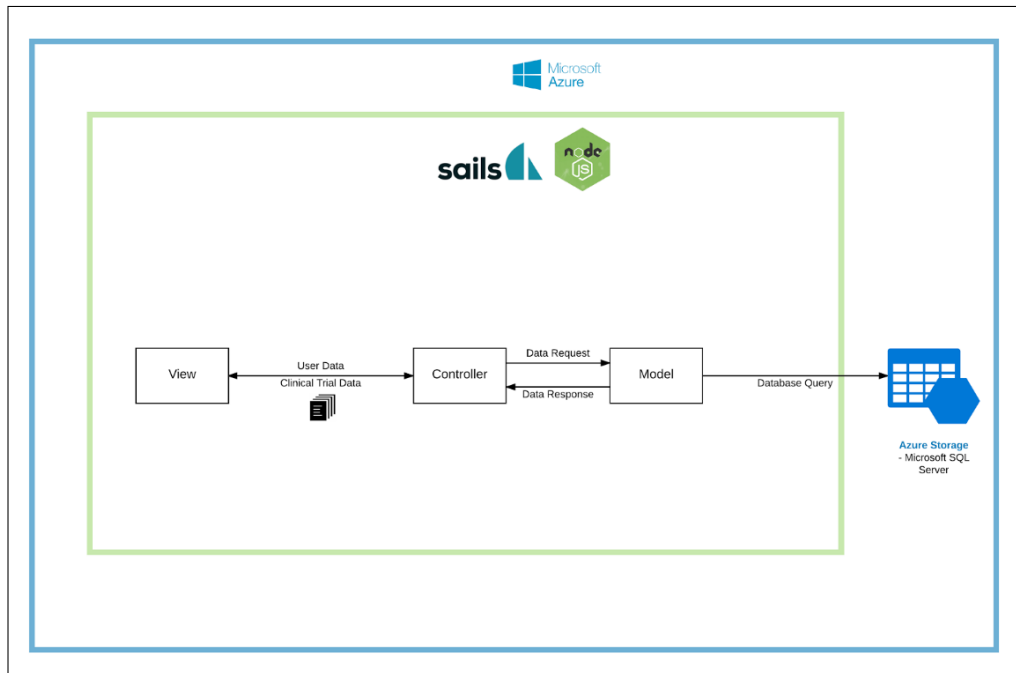 Microsoft
Azure
sails
node
JS
View
User Data
Clinical Trial Data
Controller
Data Request
Data Response
Model
Database Query
Azure Storage
- Microsoft SQL
Server